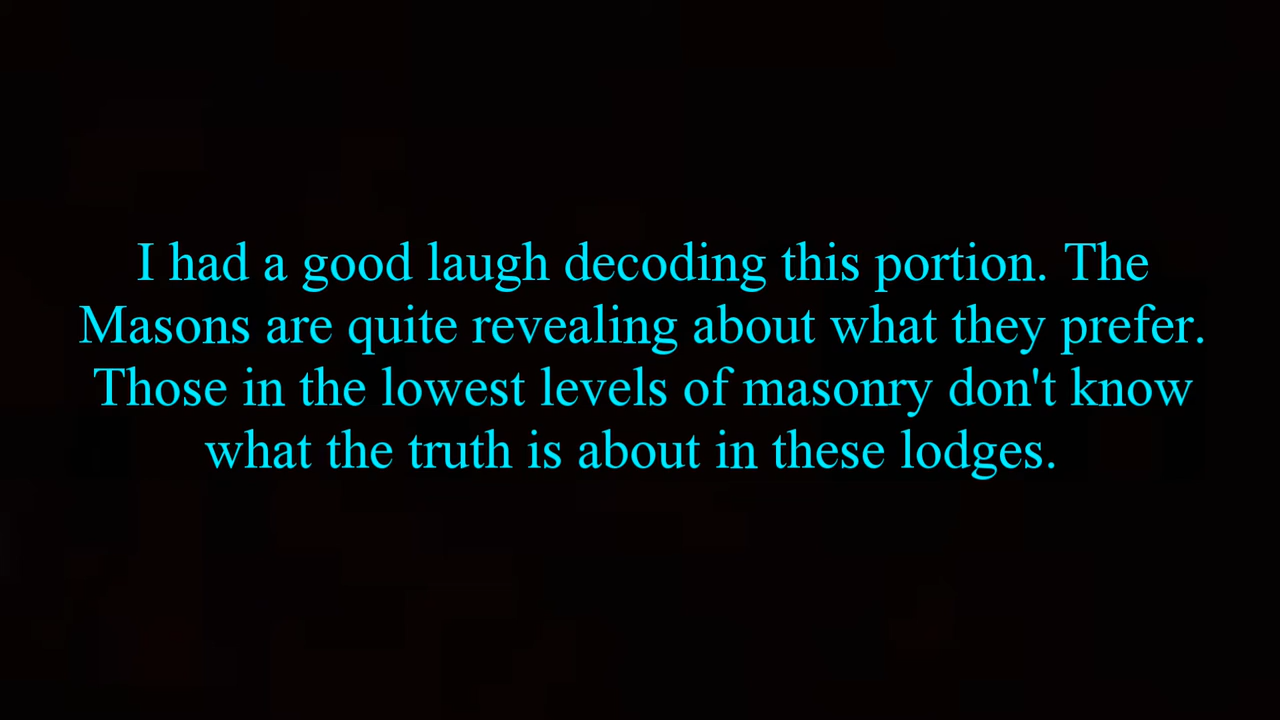 I had a good laugh decoding this portion. The
Masons are quite revealing about what they prefer.
Those in the lowest levels of masonry don't know
what the truth is about in these lodges.